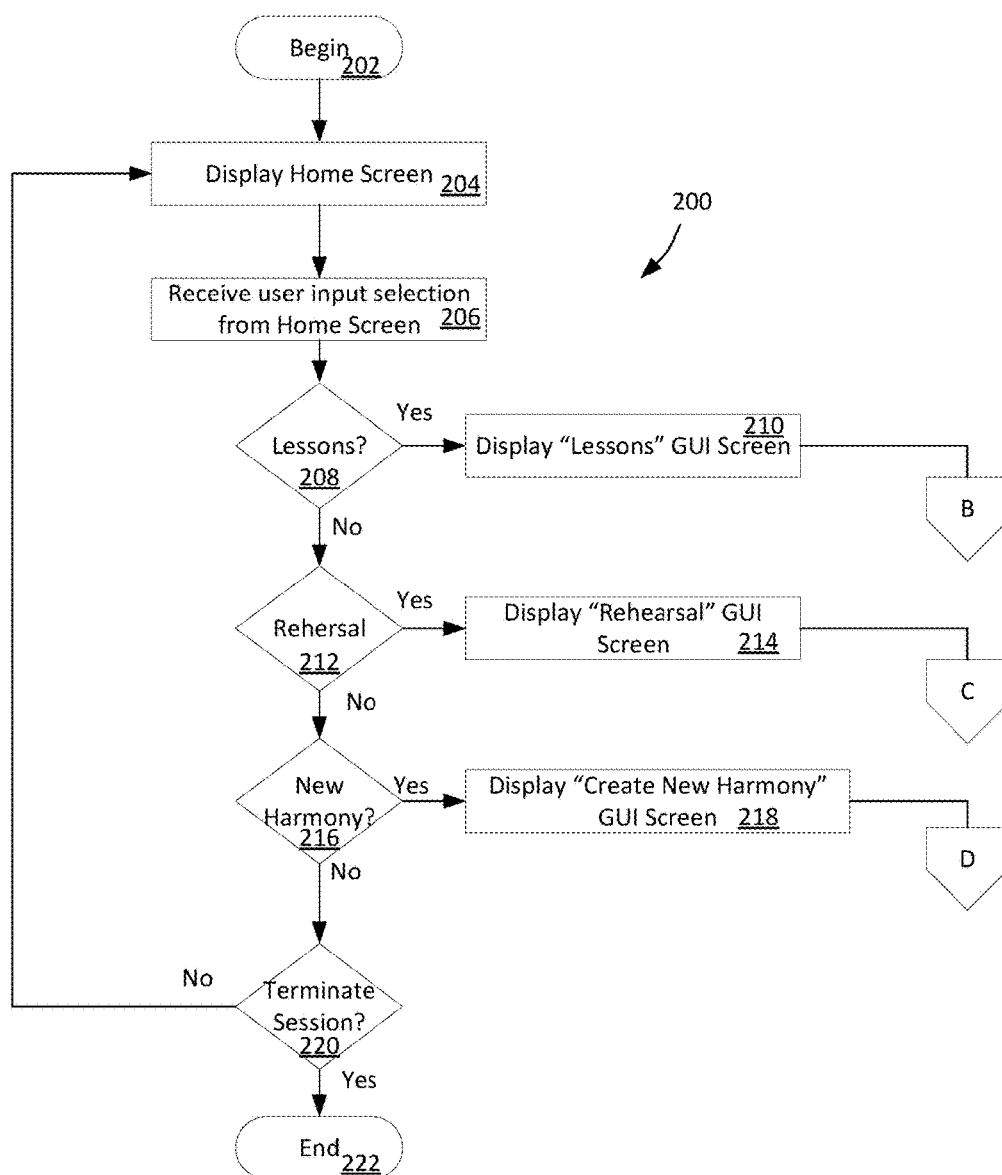 Begin
202
Display Home Screen
204
200
Receive user input selection
from Home Screen
206
Lessons?
208
Yes
Display “Lessons” GUI Screen
210
B
No
Rehersal
212
Yes
Display “Rehearsal” GUI
Screen
214
C
No
New
Harmony?
216
Yes
Display “Create New Harmony”
GUI Screen
218
D
No
Terminate
Session?
220
No
Yes
End
222